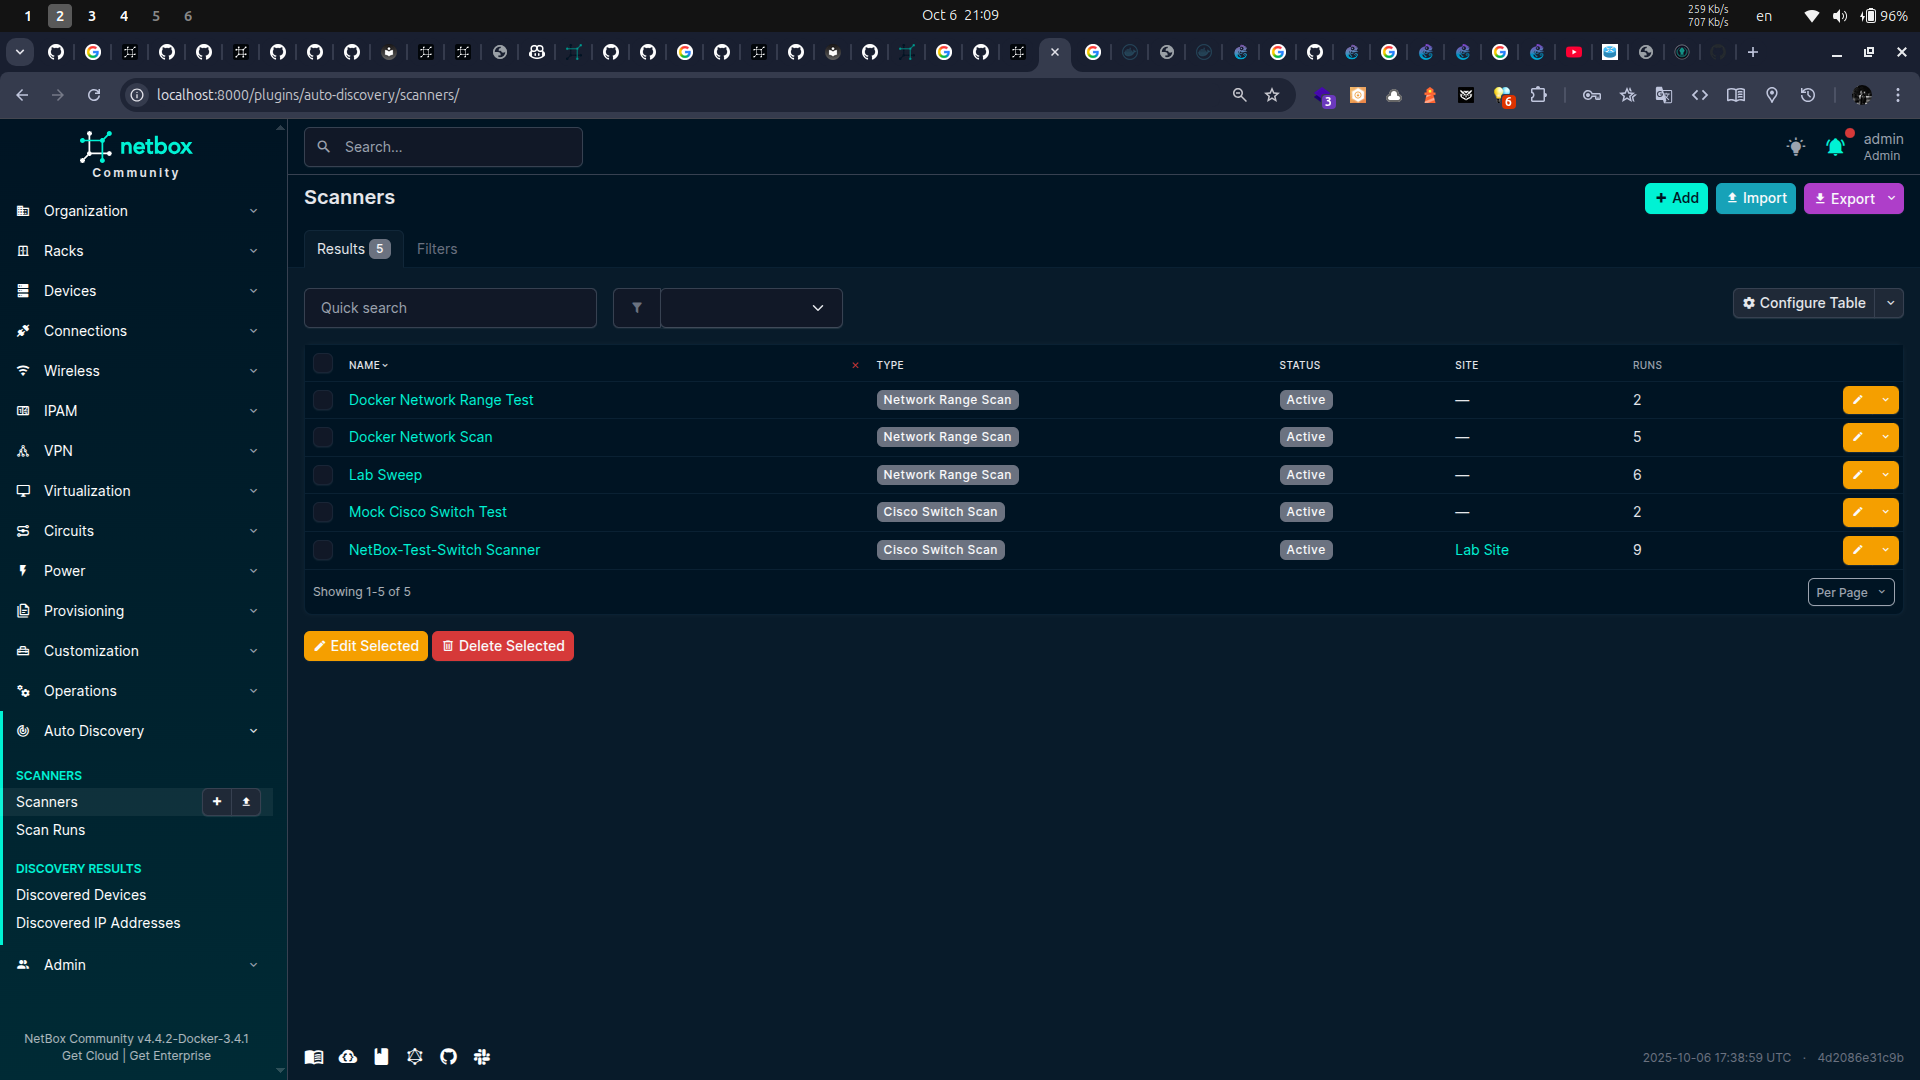 1 2 3 4 5 6
Oct 6 21:09
259 Kb/s
707 Kb/s
en
96%
localhost:8000/plugins/auto-discovery/scanners/
3
6
netbox
Community
Search...
admin
Admin
Organization
Racks
Devices
Connections
Wireless
IPAM
VPN
Virtualization
Circuits
Power
Provisioning
Customization
Operations
Auto Discovery
SCANNERS
Scanners
Scan Runs
DISCOVERY RESULTS
Discovered Devices
Discovered IP Addresses
Admin
NetBox Community v4.4.2-Docker-3.4.1
Get Cloud | Get Enterprise
Scanners
Add Import Export
Results 5 Filters
Quick search
Configure Table
NAME TYPE STATUS SITE RUNS
Docker Network Range Test Network Range Scan Active — 2
Docker Network Scan Network Range Scan Active — 5
Lab Sweep Network Range Scan Active — 6
Mock Cisco Switch Test Cisco Switch Scan Active — 2
NetBox-Test-Switch Scanner Cisco Switch Scan Active Lab Site 9
Showing 1-5 of 5
Per Page
Edit Selected Delete Selected
2025-10-06 17:38:59 UTC · 4d2086e31c9b